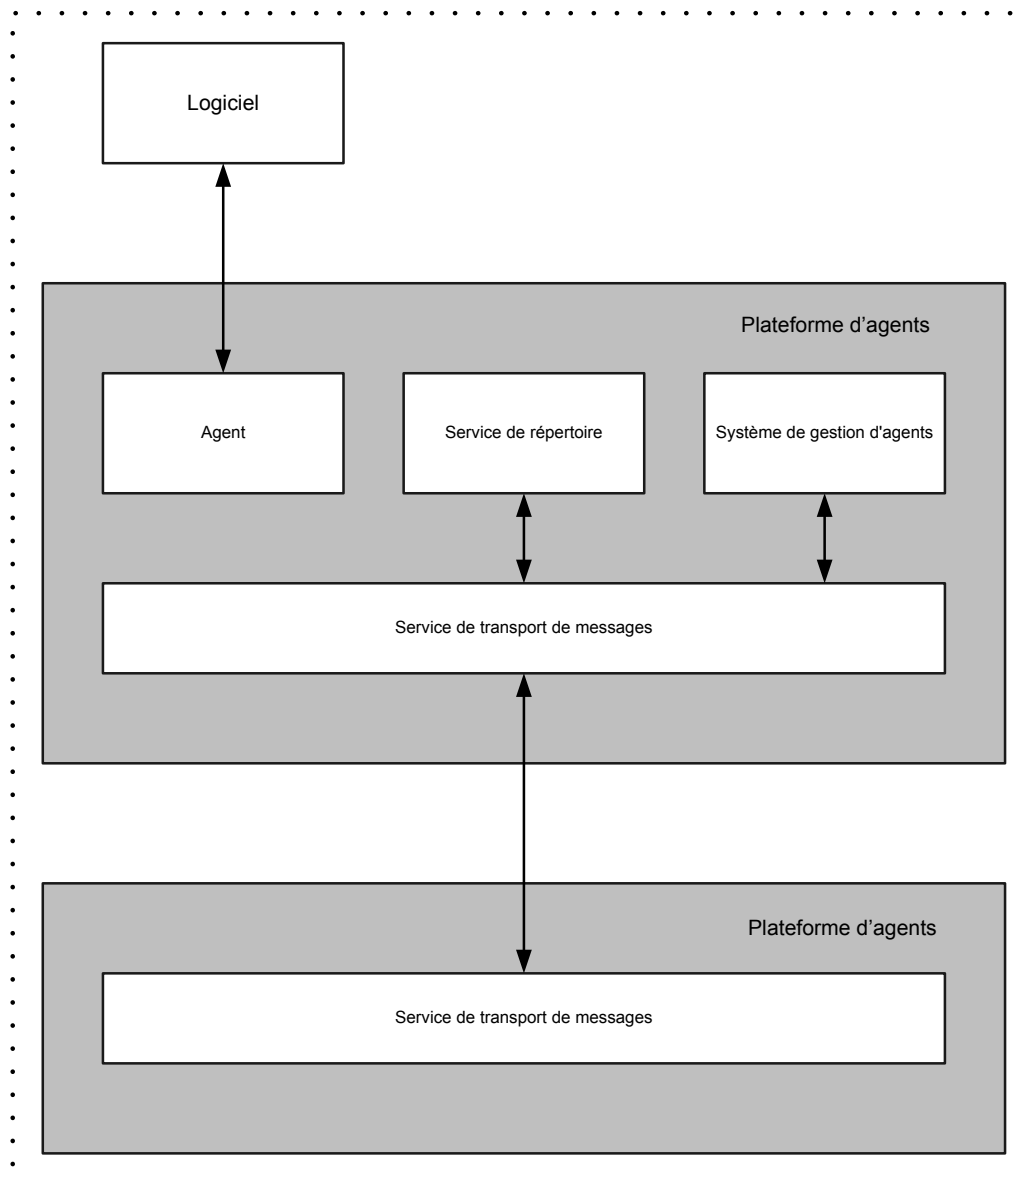 Logiciel
Plateforme d’agents
Agent
Service de répertoire
Système de gestion d'agents
Service de transport de messages
Plateforme d’agents
Service de transport de messages